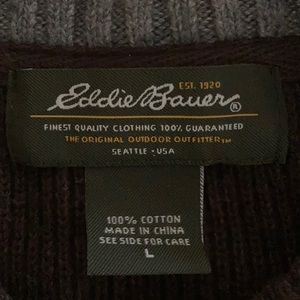 EST. 1920
Eddie Bauer®
FINEST QUALITY CLOTHING 100% GUARANTEED
THE ORIGINAL OUTDOOR OUTFITTER™
SEATTLE · USA
100% COTTON
MADE IN CHINA
SEE SIDE FOR CARE
L